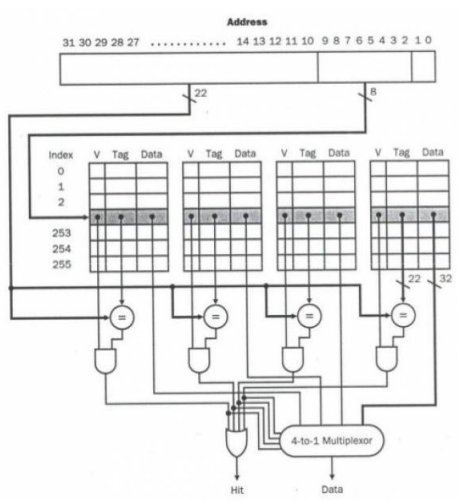 Address
31 30 29 28 27 ............ 14 13 12 11 10 9 8 7 6 5 4 3 2 1 0
22 8
Index V Tag Data V Tag Data V Tag Data V Tag Data
0
1
2
253
254
255
22 32
= = = =
4-to-1 Multiplexor
Hit Data